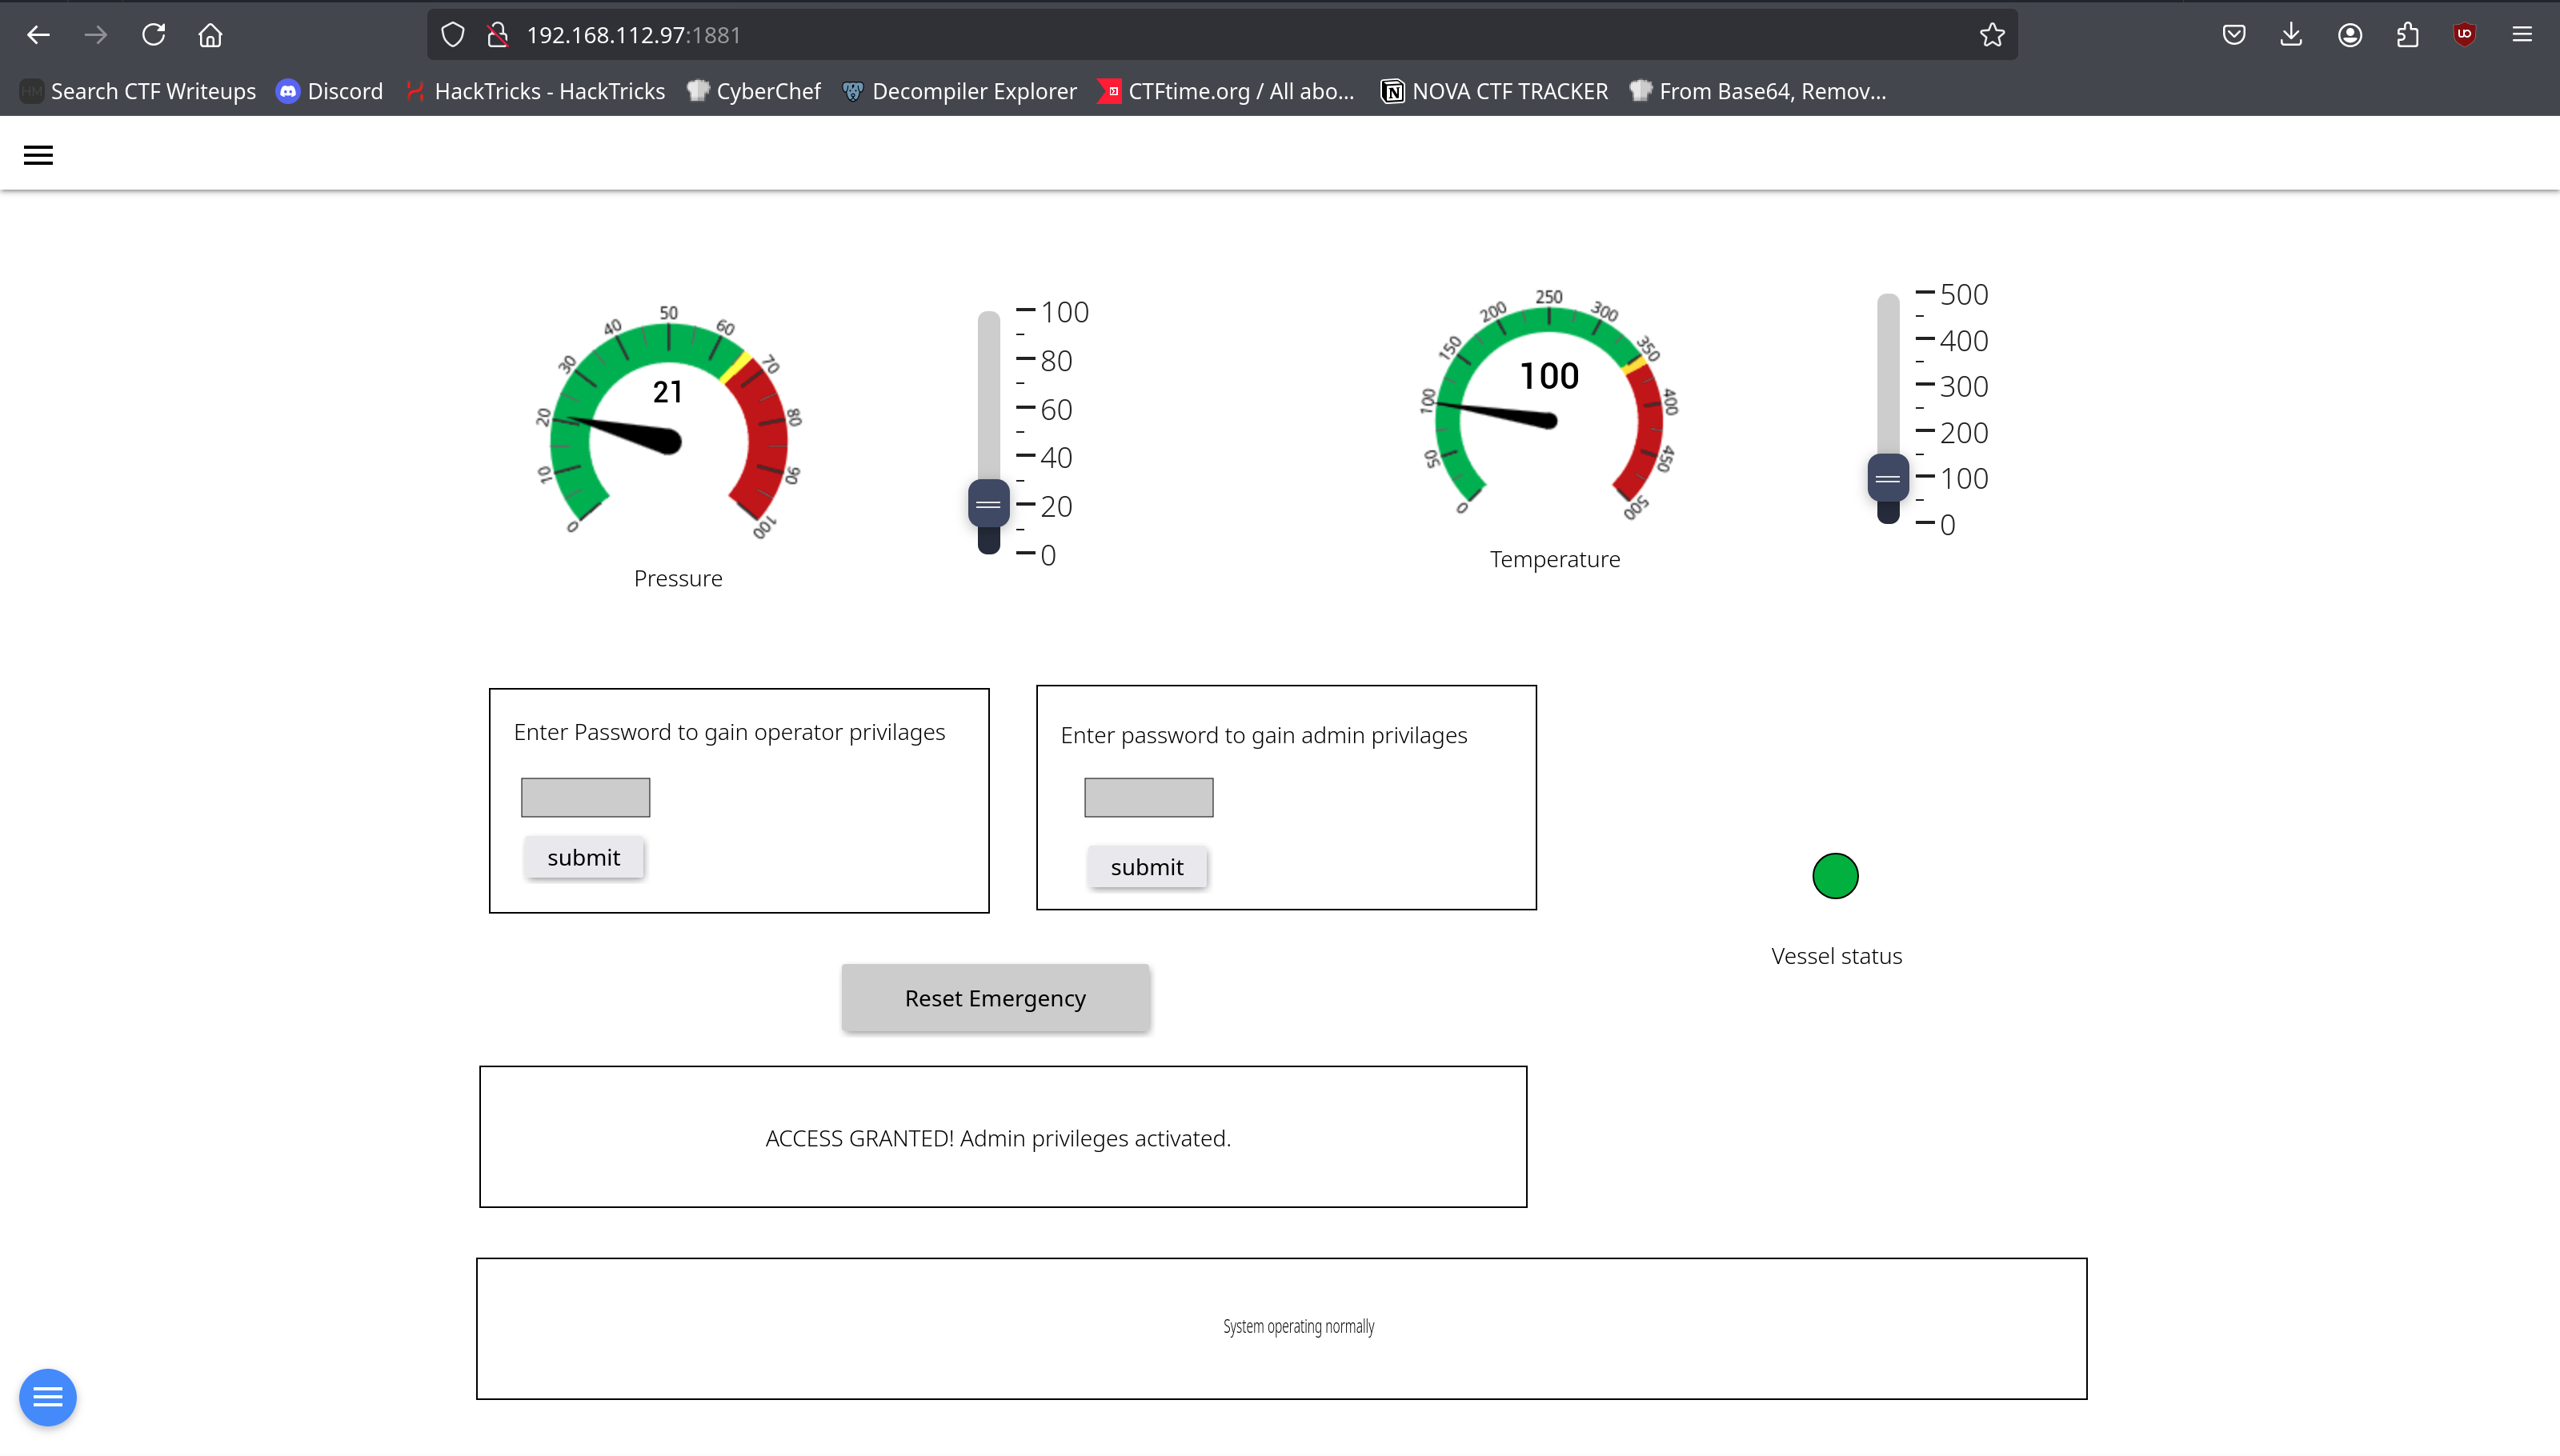 192.168.112.97:1881
HM Search CTF Writeups Discord HackTricks - HackTricks CyberChef Decompiler Explorer CTFtime.org / All abo... NOVA CTF TRACKER From Base64, Remov...
0 10 20 30 40 50 60 70 80 90 100
21
Pressure
100
80
60
40
20
0
0 50 100 150 200 250 300 350 400 450 500
100
Temperature
500
400
300
200
100
0
Enter Password to gain operator privilages
submit
Enter password to gain admin privilages
submit
Vessel status
Reset Emergency
ACCESS GRANTED! Admin privileges activated.
System operating normally